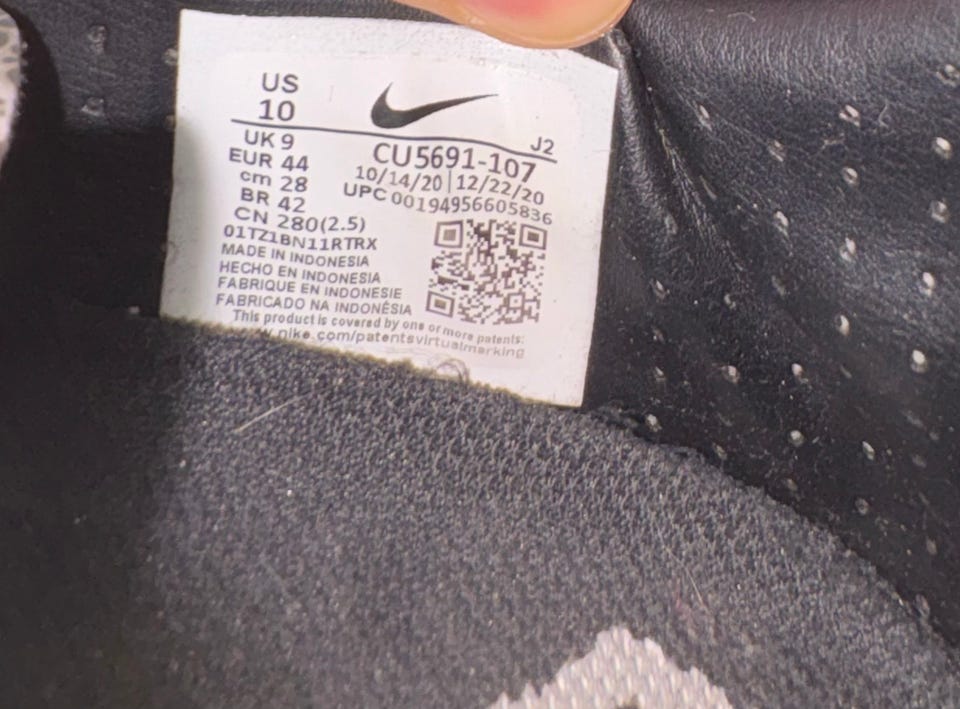 US
10
J2
UK 9
EUR 44
cm 28
BR 42
CN 280(2.5)
CU5691-107
10/14/20 | 12/22/20
UPC 00194956605836
01TZ1BN11RTRX
MADE IN INDONESIA
HECHO EN INDONESIA
FABRIQUE EN INDONESIE
FABRICADO NA INDONÉSIA
This product is covered by one or more patents:
nike.com/patentsvirtualmarking